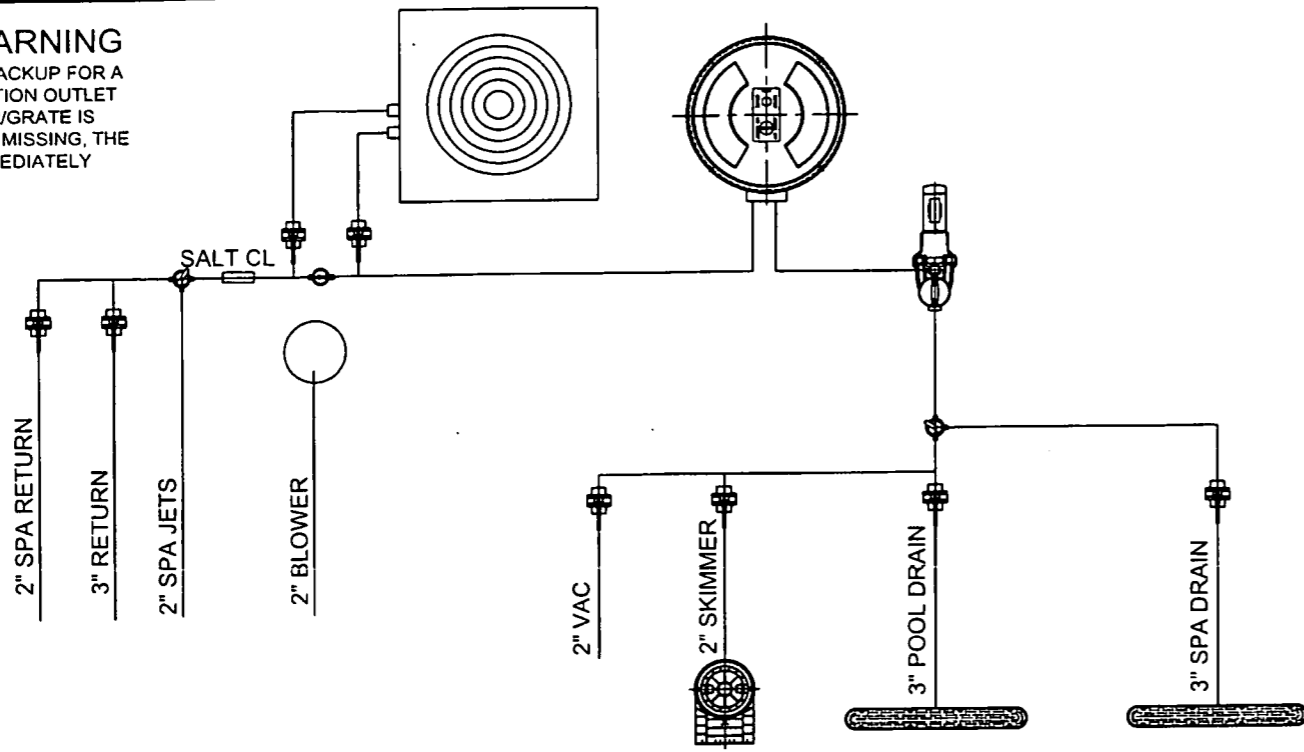 ARNING
ACKUP FOR A
TION OUTLET
/GRATE IS
MISSING, THE
EDIATELY
SALT CL
2" SPA RETURN
3" RETURN
2" SPA JETS
2" BLOWER
2" VAC
2" SKIMMER
3" POOL DRAIN
3" SPA DRAIN